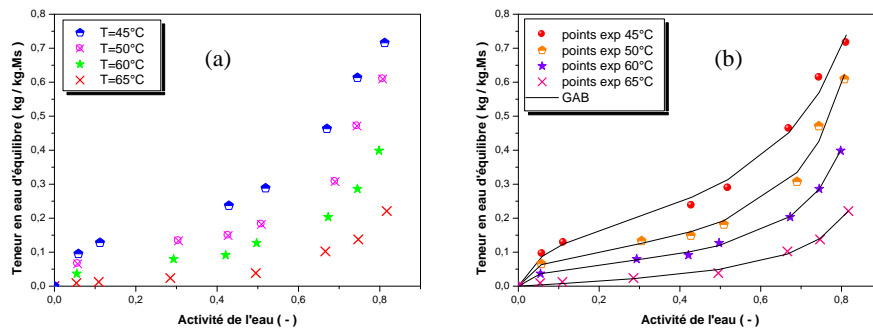 Teneur en eau d'équilibre ( kg / kg.Ms )
0,8
0,7
0,6
0,5
0,4
0,3
0,2
0,1
0,0
T=45°C
T=50°C
T=60°C
T=65°C
(a)
0,0 0,2 0,4 0,6 0,8
Activité de l'eau ( - )
Teneur en eau d'équilibre ( kg / kg.Ms )
0,8
0,7
0,6
0,5
0,4
0,3
0,2
0,1
0,0
points exp 45°C
points exp 50°C
points exp 60°C
points exp 65°C
GAB
(b)
0,0 0,2 0,4 0,6 0,8
Activité de l'eau ( - )